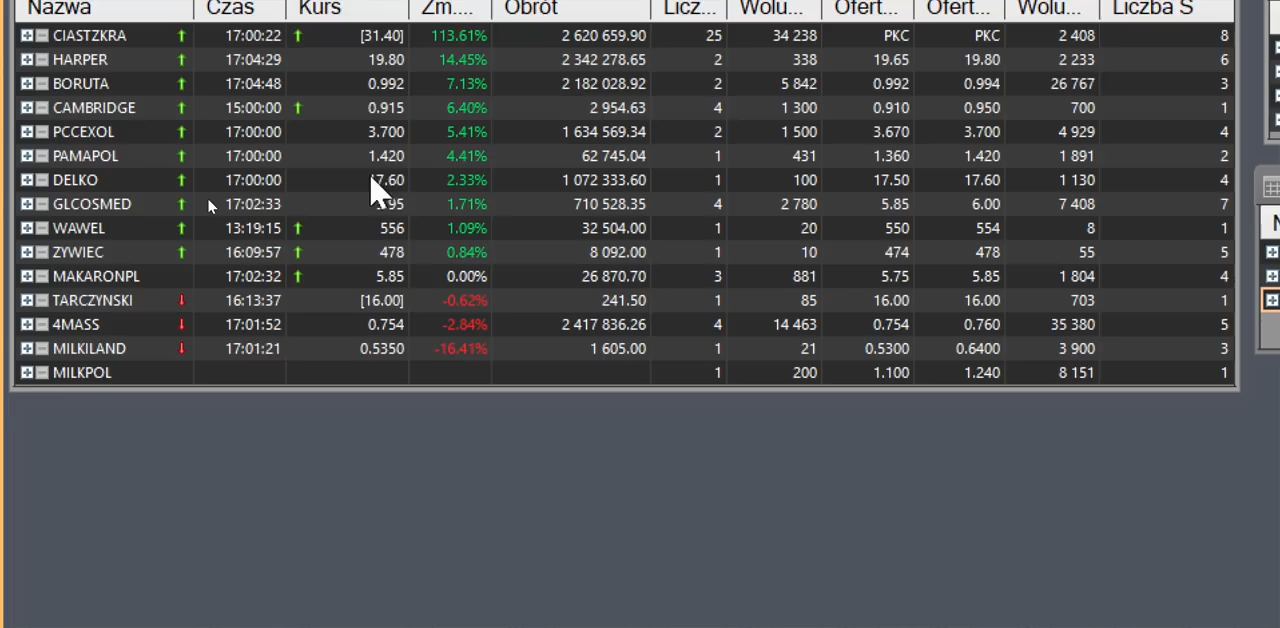 Nazwa Czas Kurs Zm.... Obrót Licz... Wolu... Ofert... Ofert... Wolu... Liczba S
CIASTZKRA 17:00:22 [31.40] 113.61% 2 620 659.90 25 34 238 PKC PKC 2 408 8
HARPER 17:04:29 19.80 14.45% 2 342 278.65 2 338 19.65 19.80 2 233 6
BORUTA 17:04:48 0.992 7.13% 2 182 028.92 2 5 842 0.992 0.994 26 767 3
CAMBRIDGE 15:00:00 0.915 6.40% 2 954.63 4 1 300 0.910 0.950 700 1
PCCEXOL 17:00:00 3.700 5.41% 1 634 569.34 2 1 500 3.670 3.700 4 929 4
PAMAPOL 17:00:00 1.420 4.41% 62 745.04 1 431 1.360 1.420 1 891 2
DELKO 17:00:00 2.33% 1 072 333.60 1 100 17.50 17.60 1 130 4
GLCOSMED 17:02:33 1.71% 710 528.35 4 2 780 5.85 6.00 7 408 7
WAWEL 13:19:15 556 1.09% 32 504.00 1 20 550 554 8 1
ZYWIEC 16:09:57 478 0.84% 8 092.00 1 10 474 478 55 5
MAKARONPL 17:02:32 5.85 0.00% 26 870.70 3 881 5.75 5.85 1 804 4
TARCZYNSKI 16:13:37 [16.00] -0.62% 241.50 1 85 16.00 16.00 703 1
4MASS 17:01:52 0.754 -2.84% 2 417 836.26 4 14 463 0.754 0.760 35 380 5
MILKILAND 17:01:21 0.5350 -16.41% 1 605.00 1 21 0.5300 0.6400 3 900 3
MILKPOL 1 200 1.100 1.240 8 151 1